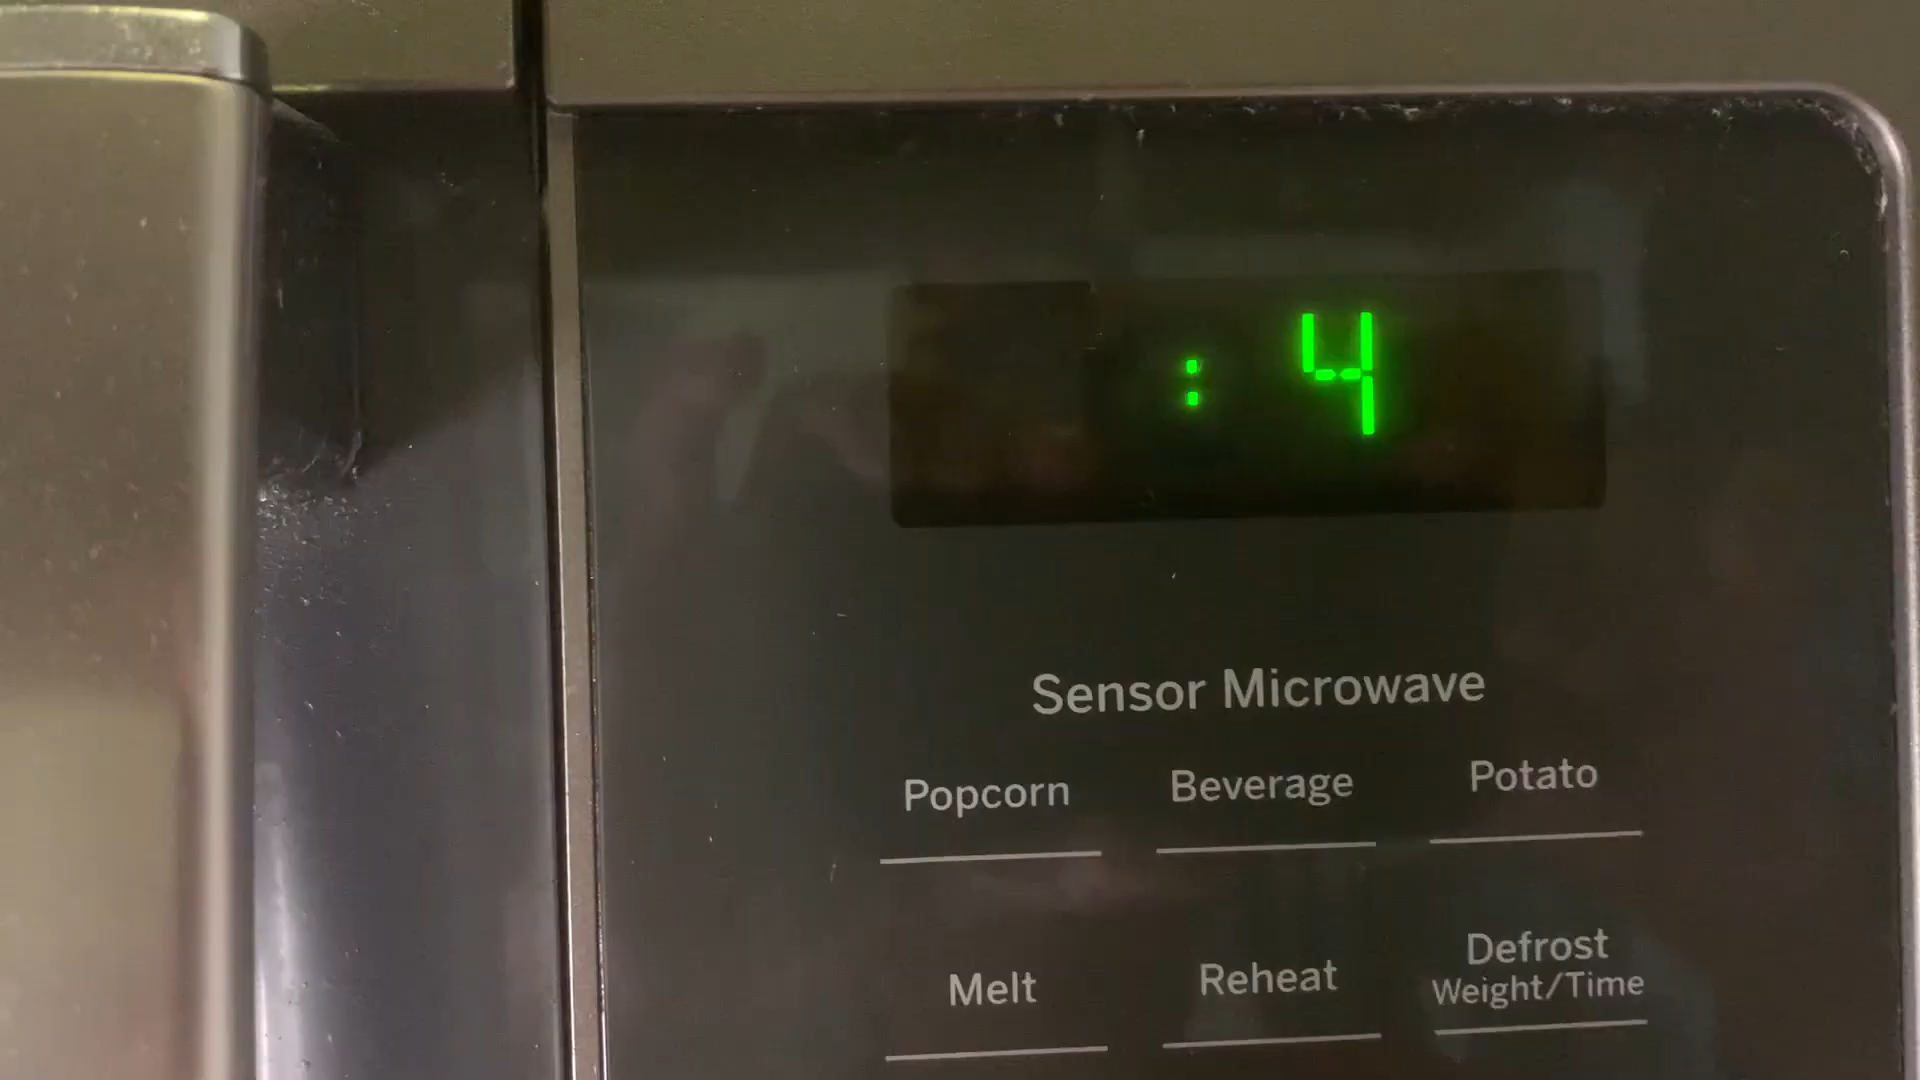 : 4
Sensor Microwave
Popcorn Beverage Potato
Melt Reheat Defrost
Weight/Time